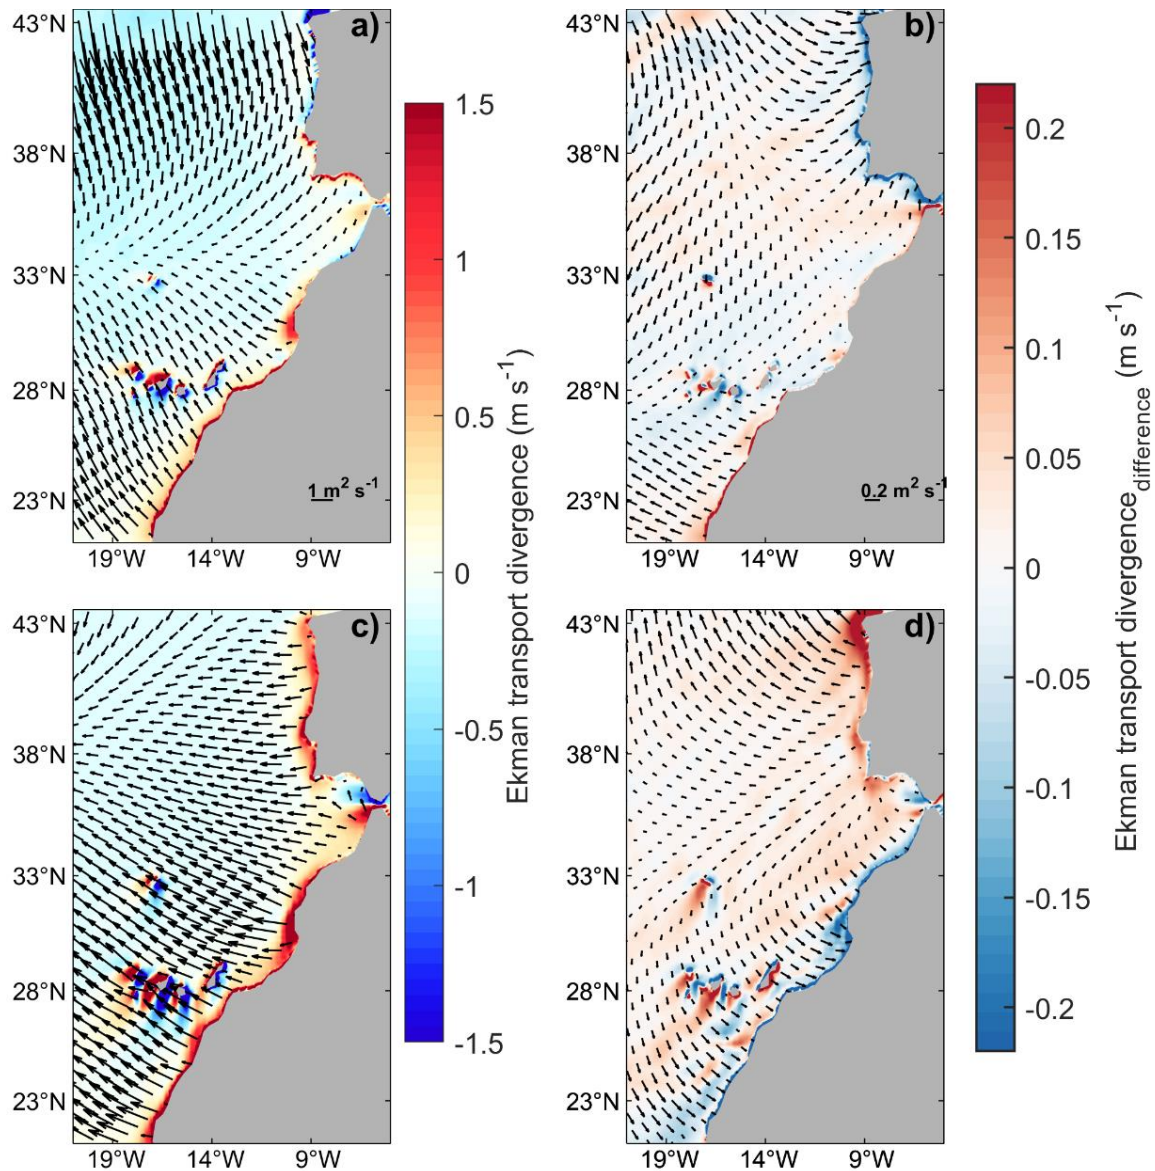 a)
43°N
38°N
33°N
28°N
23°N
19°W 14°W 9°W
1 m² s⁻¹
1.5
1
0.5
0
-0.5
-1
-1.5
Ekman transport divergence (m s⁻¹)
b)
43°N
38°N
33°N
28°N
23°N
19°W 14°W 9°W
0.2 m² s⁻¹
0.2
0.15
0.1
0.05
0
-0.05
-0.1
-0.15
-0.2
Ekman transport divergence_difference (m s⁻¹)
c)
43°N
38°N
33°N
28°N
23°N
19°W 14°W 9°W
d)
43°N
38°N
33°N
28°N
23°N
19°W 14°W 9°W